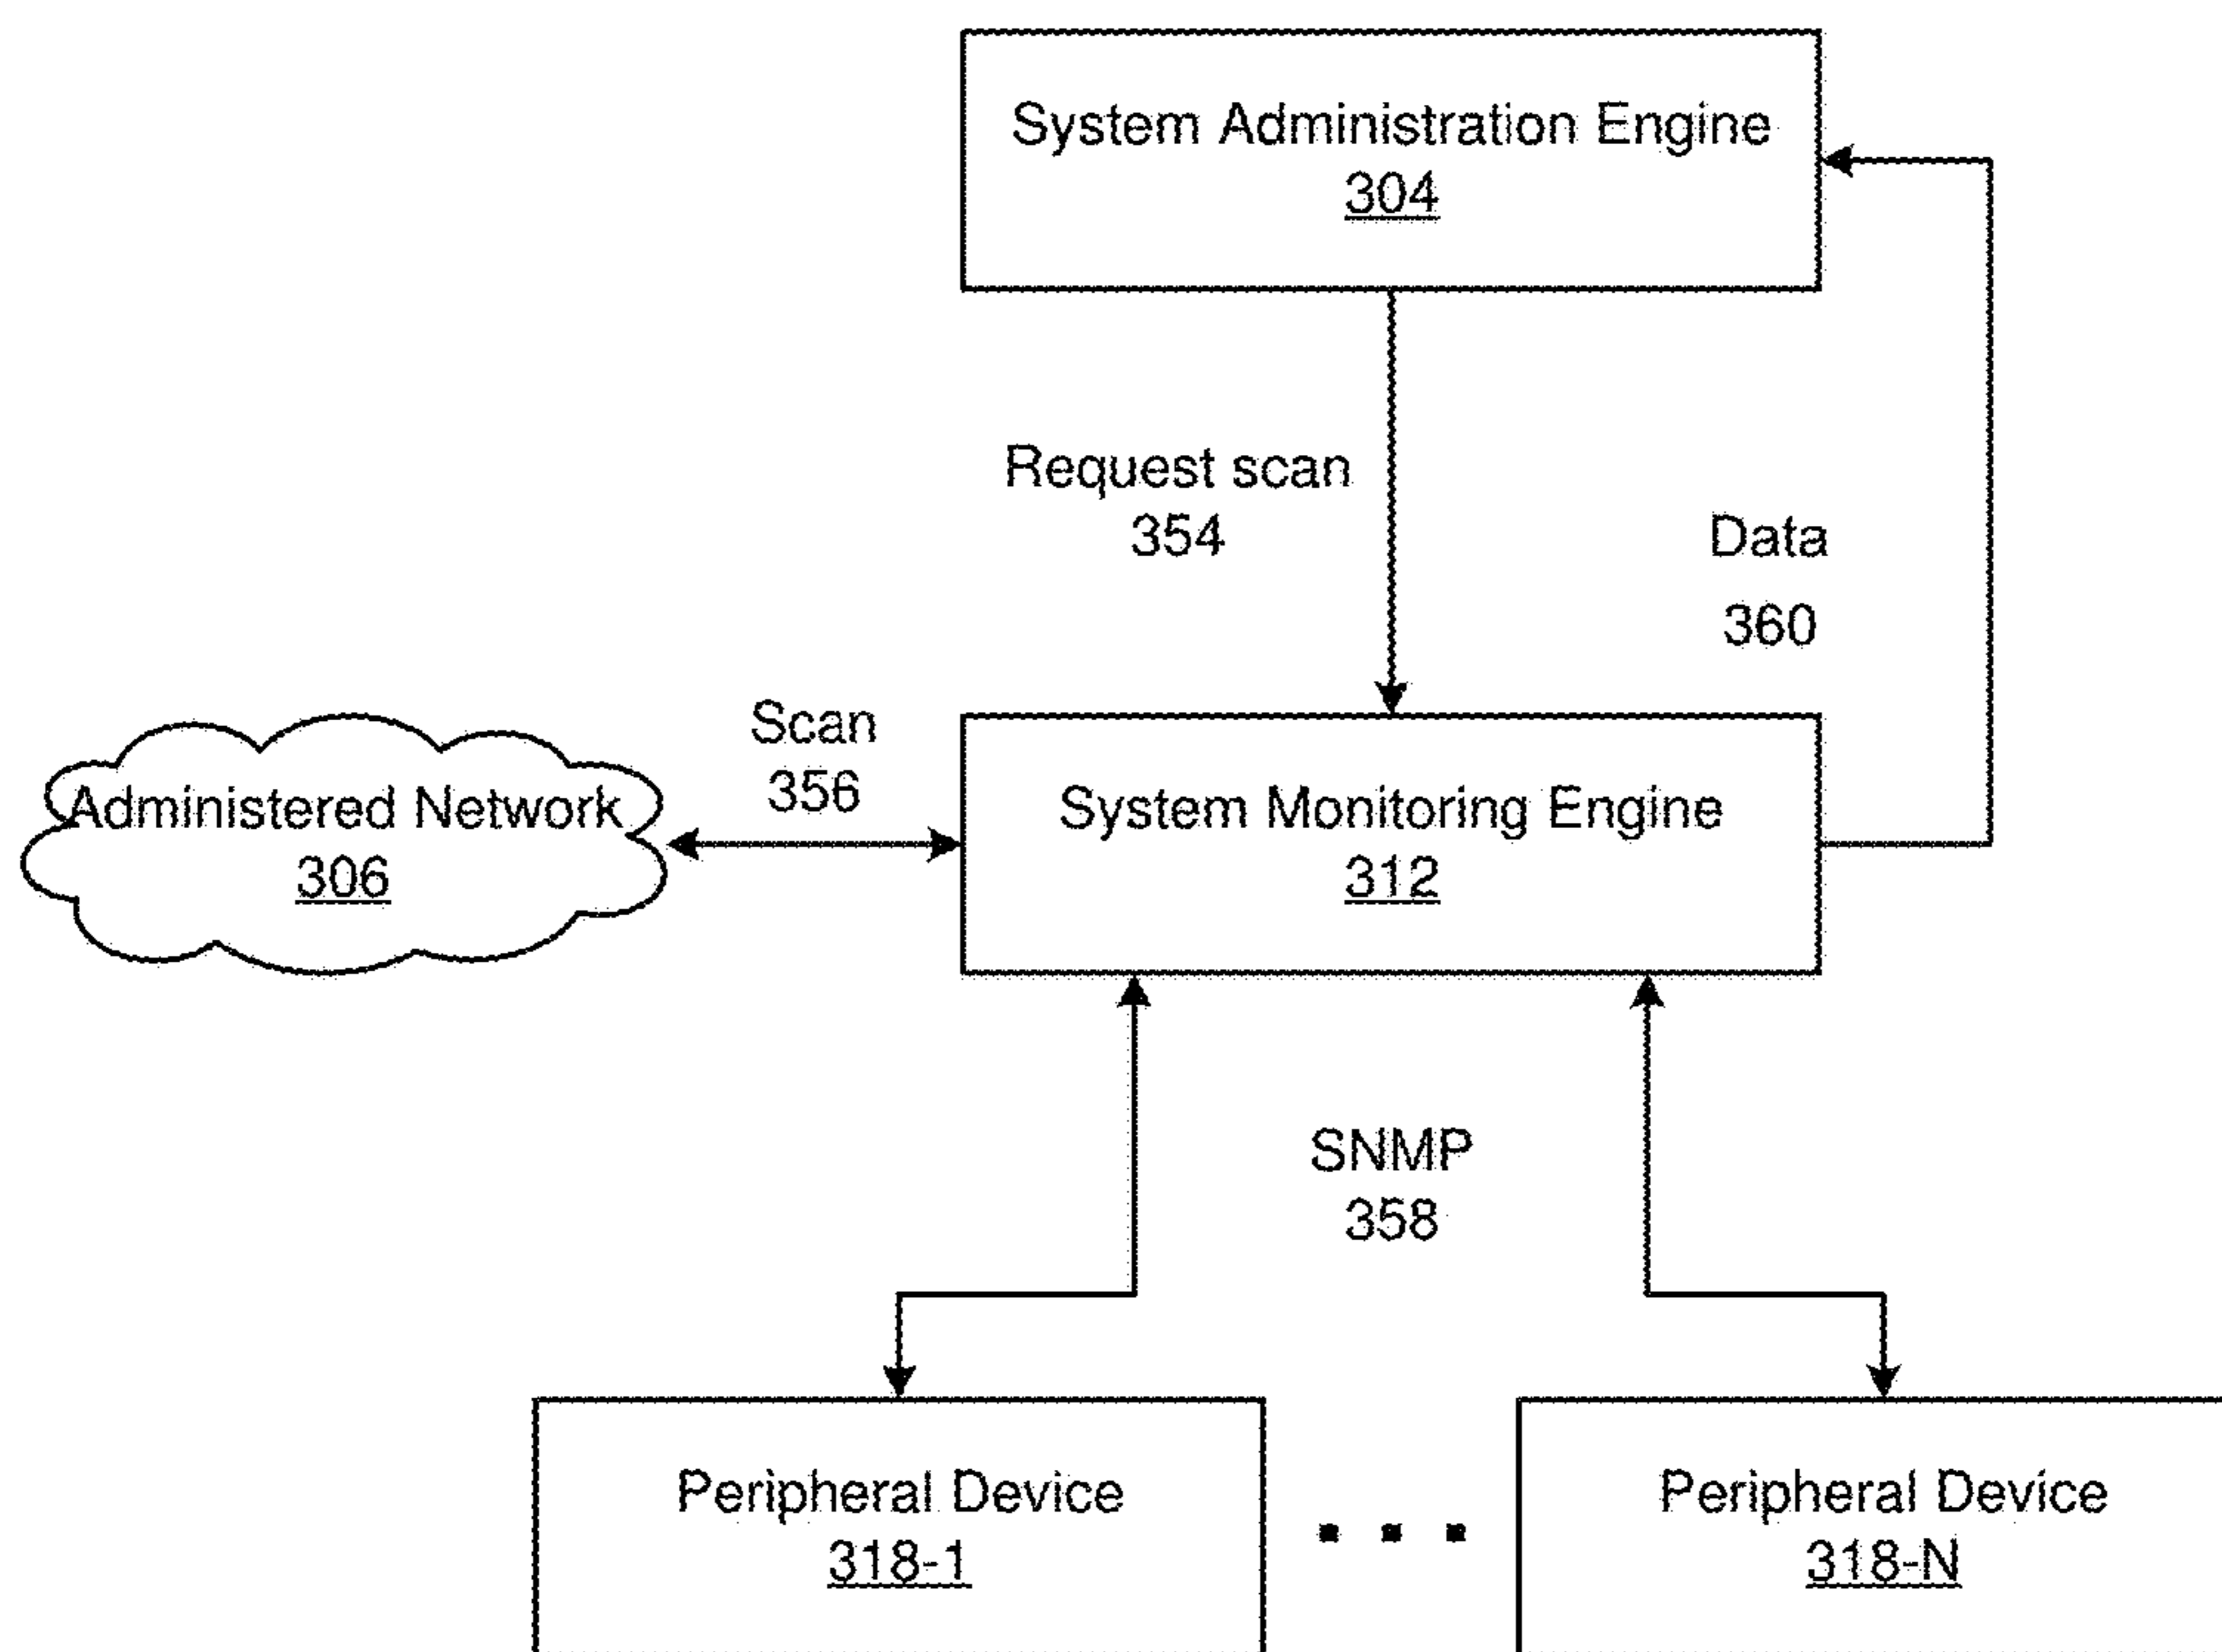 System Administration Engine
304
Request scan
354
Data
360
Scan
356
Administered Network
306
System Monitoring Engine
312
SNMP
358
Peripheral Device
318-1
Peripheral Device
318-N